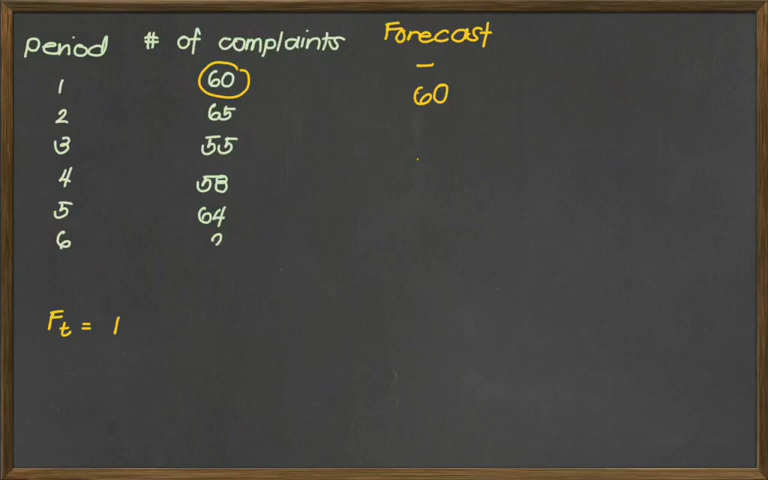 period # of complaints Forecast
1 60 –
2 65 60
3 55
4 58
5 64
6 ?
Ft = 1